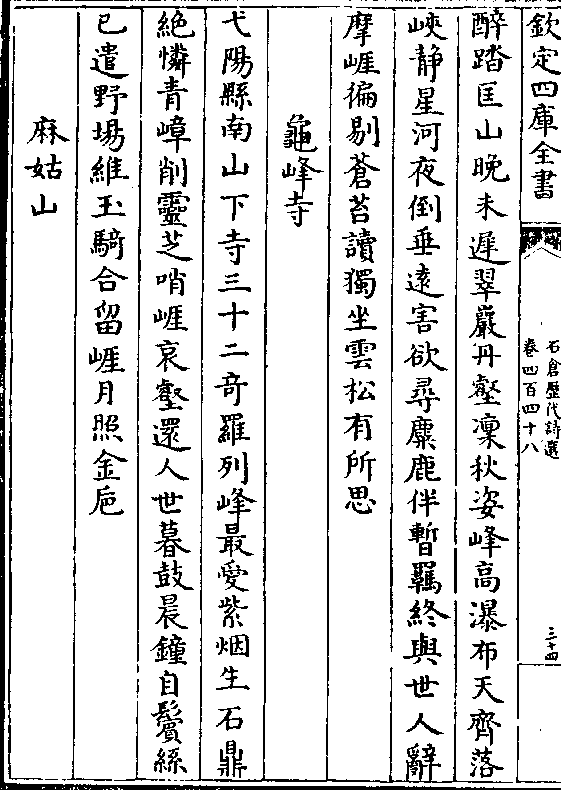 欽定四庫全書
石倉歷代詩選
卷四百四十八
三十四
醉踏匡山晚未遲翠巖丹壑凜秋姿峰高瀑布天齊落
峽静星河夜倒垂遠害欲尋麋鹿伴暫羈終與世人辭
摩崖徧剔蒼苔讀獨坐雲松有所思
龜峰寺
弋陽縣南山下寺三十二奇羅列峰最愛紫烟生石鼎
絶憐青嶂削靈芝哨崕哀壑還人世暮鼓晨鐘自鬢絲
已遣野場維玉騎合留崕月照金巵
麻姑山